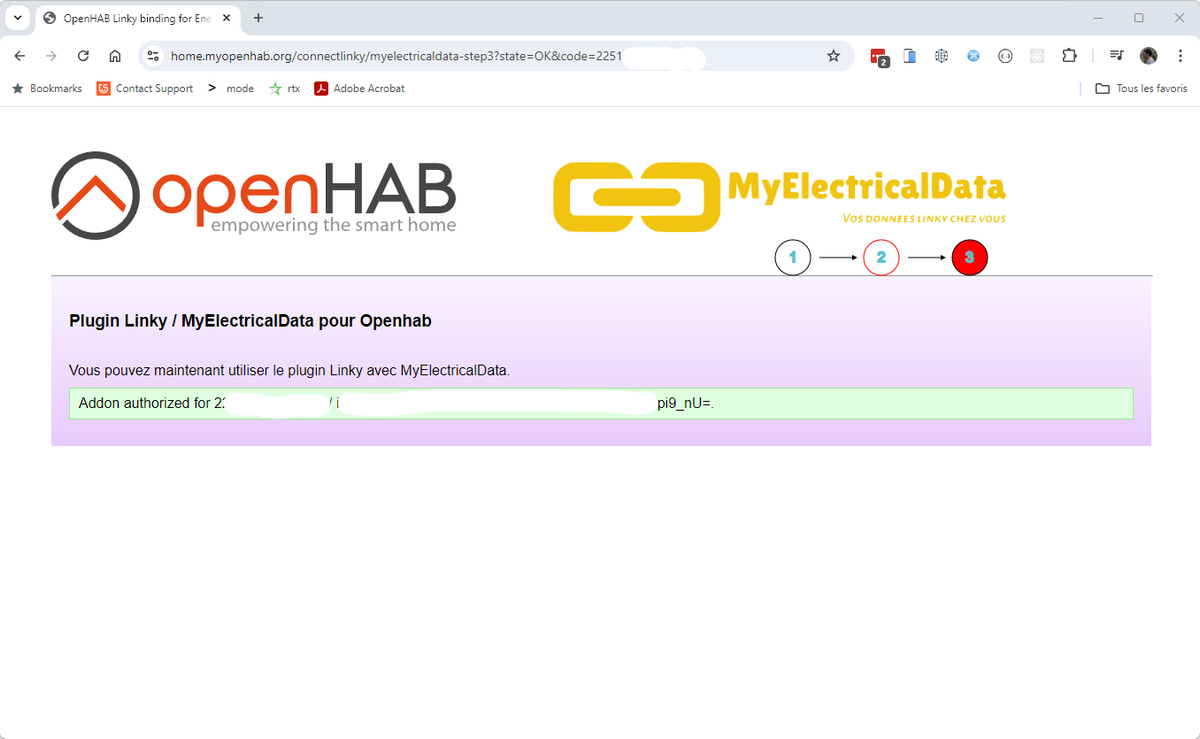 OpenHAB Linky binding for Ene
home.myopenhab.org/connectlinky/myelectricaldata-step3?state=OK&code=2251
2
Bookmarks
Contact Support
> mode
rtx
Adobe Acrobat
Tous les favoris
openHAB
empowering the smart home
MyElectricalData
VOS DONNEES LINKY CHEZ VOUS
1 2 3
Plugin Linky / MyElectricalData pour Openhab
Vous pouvez maintenant utiliser le plugin Linky avec MyElectricalData.
Addon authorized for 22 / i pi9_nU=.